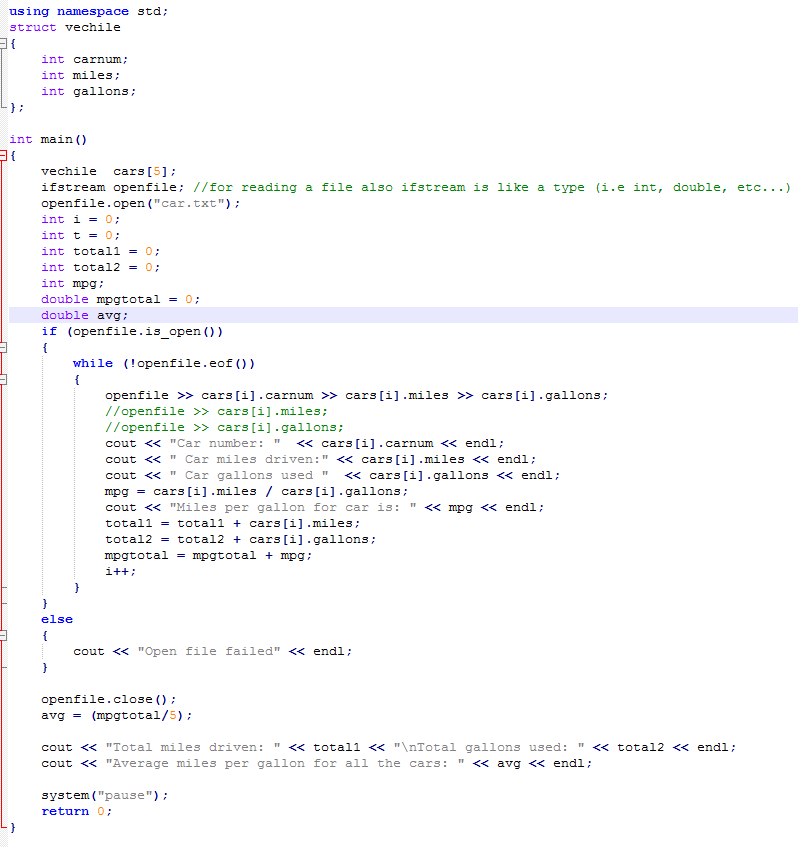 using namespace std;
struct vechile
{
    int carnum;
    int miles;
    int gallons;
};

int main()
{
    vechile  cars[5];
    ifstream openfile; //for reading a file also ifstream is like a type (i.e int, double, etc...)
    openfile.open("car.txt");
    int i = 0;
    int t = 0;
    int total1 = 0;
    int total2 = 0;
    int mpg;
    double mpgtotal = 0;
    double avg;
    if (openfile.is_open())
    {
        while (!openfile.eof())
        {
            openfile >> cars[i].carnum >> cars[i].miles >> cars[i].gallons;
            //openfile >> cars[i].miles;
            //openfile >> cars[i].gallons;
            cout << "Car number: "  << cars[i].carnum << endl;
            cout << " Car miles driven:" << cars[i].miles << endl;
            cout << " Car gallons used "  << cars[i].gallons << endl;
            mpg = cars[i].miles / cars[i].gallons;
            cout << "Miles per gallon for car is: " << mpg << endl;
            total1 = total1 + cars[i].miles;
            total2 = total2 + cars[i].gallons;
            mpgtotal = mpgtotal + mpg;
            i++;
        }
    }
    else
    {
        cout << "Open file failed" << endl;
    }

    openfile.close();
    avg = (mpgtotal/5);

    cout << "Total miles driven: " << total1 << "\nTotal gallons used: " << total2 << endl;
    cout << "Average miles per gallon for all the cars: " << avg << endl;

    system("pause");
    return 0;
}